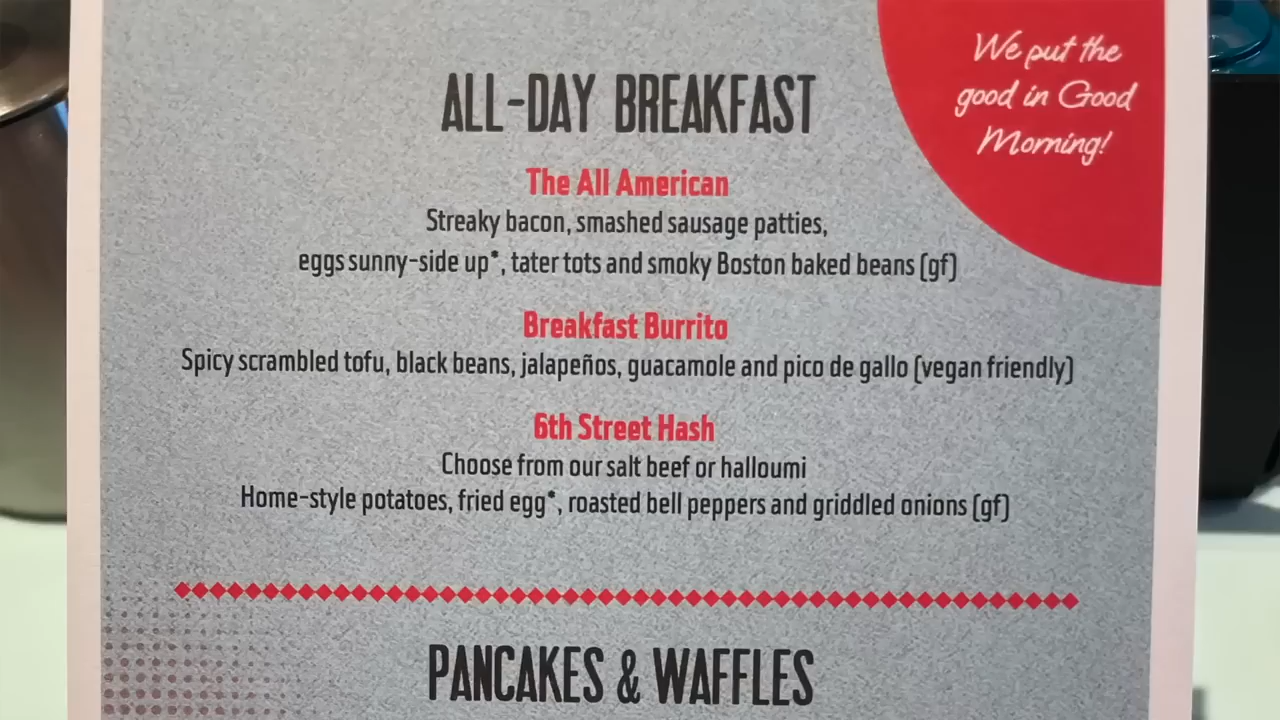 We put the
good in Good
Morning!
ALL-DAY BREAKFAST
The All American
Streaky bacon, smashed sausage patties,
eggs sunny-side up*, tater tots and smoky Boston baked beans (gf)
Breakfast Burrito
Spicy scrambled tofu, black beans, jalapeños, guacamole and pico de gallo (vegan friendly)
6th Street Hash
Choose from our salt beef or halloumi
Home-style potatoes, fried egg*, roasted bell peppers and griddled onions (gf)
PANCAKES & WAFFLES